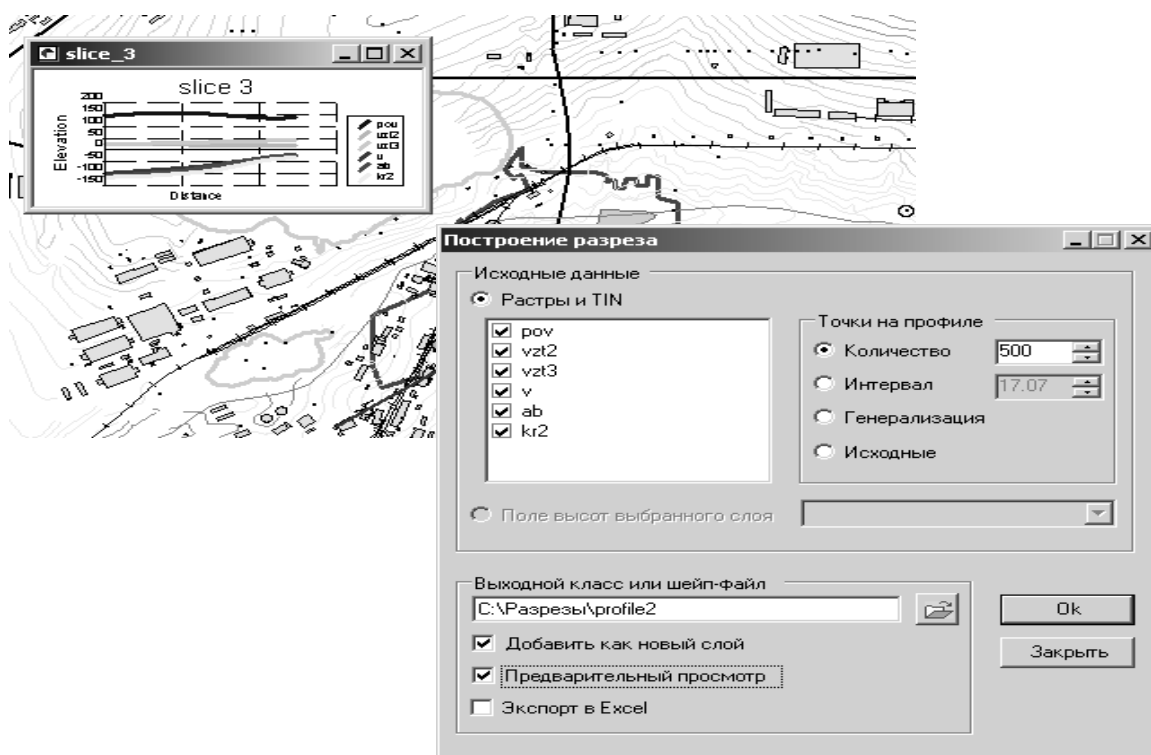 slice_3
slice 3
Elevation
200
150
100
50
0
-50
-100
-150
Distance
pov
vzt2
vzt3
v
ab
kr2
Построение разреза
Исходные данные
Растры и TIN
pov
vzt2
vzt3
v
ab
kr2
Точки на профиле
Количество 500
Интервал 17.07
Генерализация
Исходные
Поле высот выбранного слоя
Выходной класс или шейп-файл
C:\Разрезы\profile2
Добавить как новый слой
Предварительный просмотр
Экспорт в Excel
Ok
Закрыть